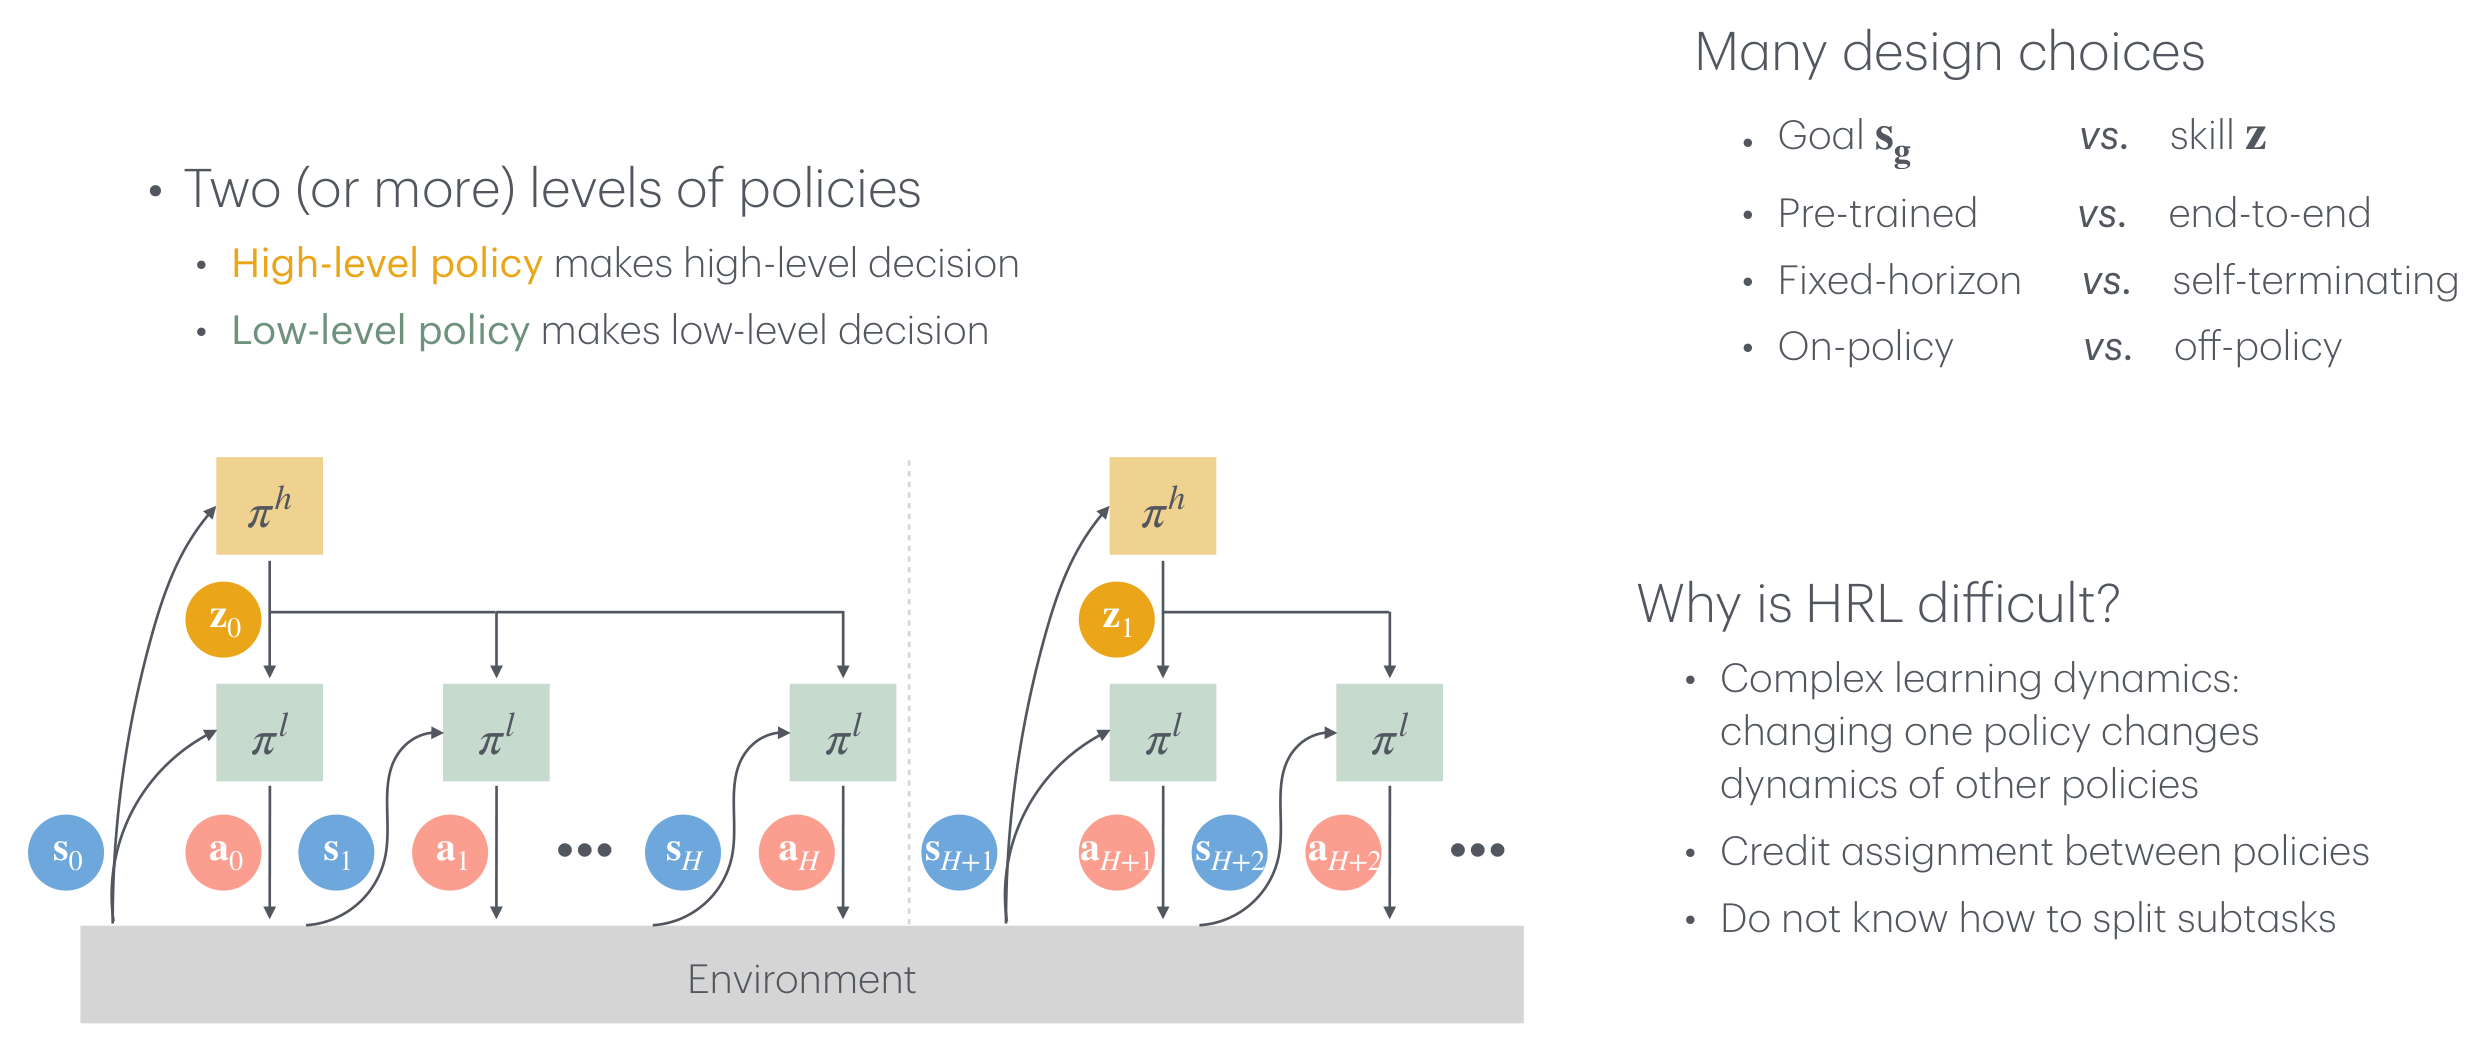 • Two (or more) levels of policies
• High-level policy makes high-level decision
• Low-level policy makes low-level decision
π^h
z_0
π^l π^l π^l
s_0 a_0 s_1 a_1 ••• s_H a_H
π^h
z_1
π^l π^l
s_{H+1} a_{H+1} s_{H+2} a_{H+2} •••
Environment
Many design choices
• Goal s_g vs. skill z
• Pre-trained vs. end-to-end
• Fixed-horizon vs. self-terminating
• On-policy vs. off-policy
Why is HRL difficult?
• Complex learning dynamics:
changing one policy changes
dynamics of other policies
• Credit assignment between policies
• Do not know how to split subtasks